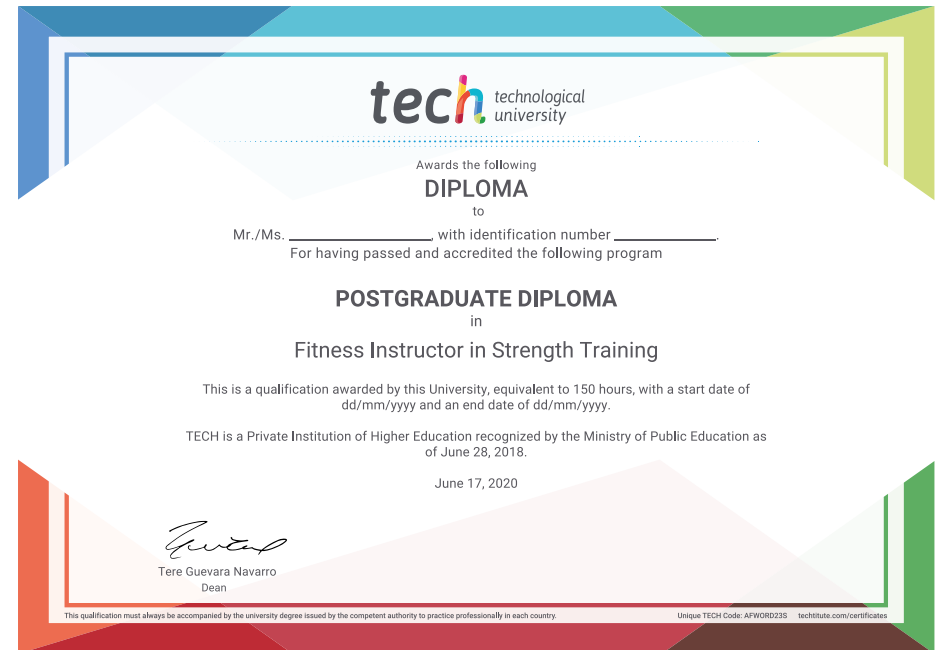 tech technological
university
Awards the following
DIPLOMA
to
Mr./Ms. ____________________, with identification number ______________.
For having passed and accredited the following program
POSTGRADUATE DIPLOMA
in
Fitness Instructor in Strength Training
This is a qualification awarded by this University, equivalent to 150 hours, with a start date of
dd/mm/yyyy and an end date of dd/mm/yyyy.
TECH is a Private Institution of Higher Education recognized by the Ministry of Public Education as
of June 28, 2018.
June 17, 2020
Tere Guevara Navarro
Dean
This qualification must always be accompanied by the university degree issued by the competent authority to practice professionally in each country.
Unique TECH Code: AFWORD23S techtitute.com/certificates